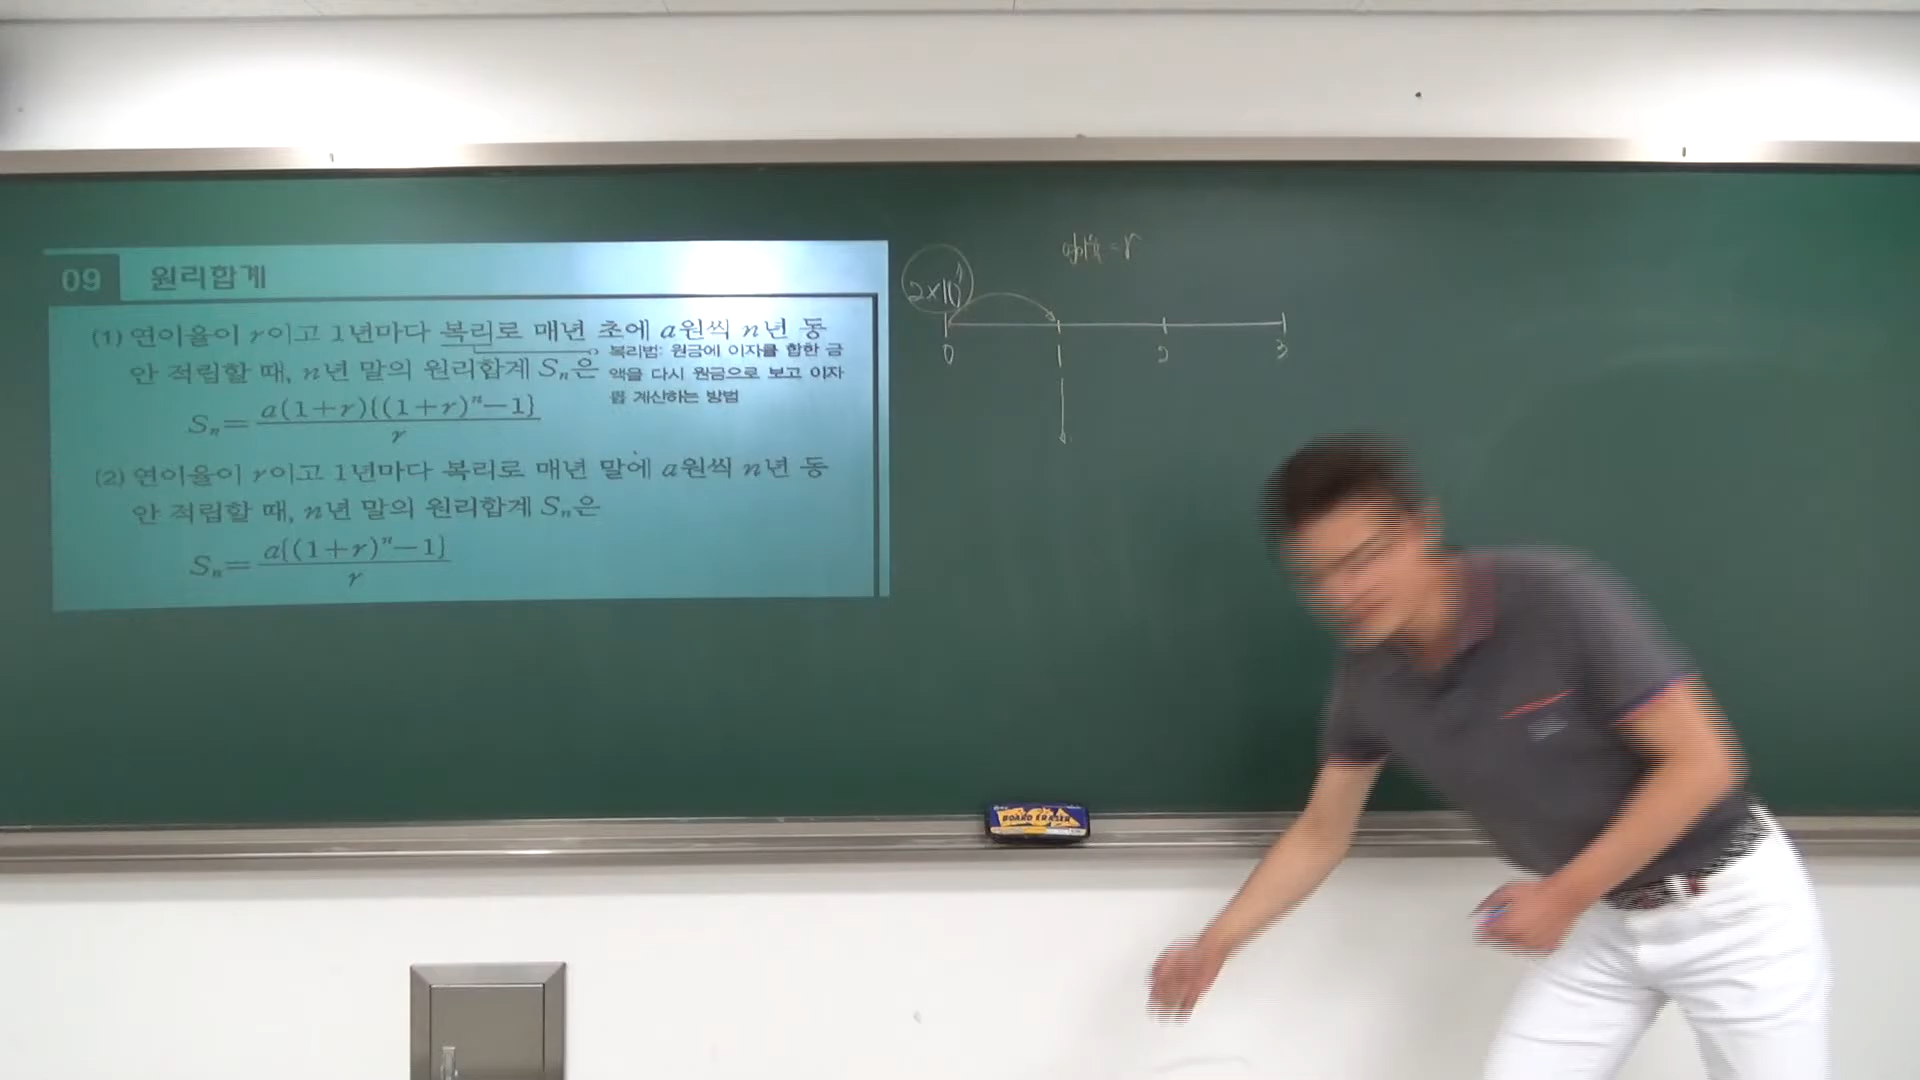 09 원리합계
(1) 연이율이 r이고 1년마다 복리로 매년 초에 a원씩 n년 동
안 적립할 때, n년 말의 원리합계 Sₙ은
복리법: 원금에 이자를 합한 금
액을 다시 원금으로 보고 이자
를 계산하는 방법
Sₙ = a(1+r){(1+r)ⁿ−1} / r
(2) 연이율이 r이고 1년마다 복리로 매년 말에 a원씩 n년 동
안 적립할 때, n년 말의 원리합계 Sₙ은
Sₙ = a{(1+r)ⁿ−1} / r
= r
2×10
0 1 2 3
BOARD ERASER